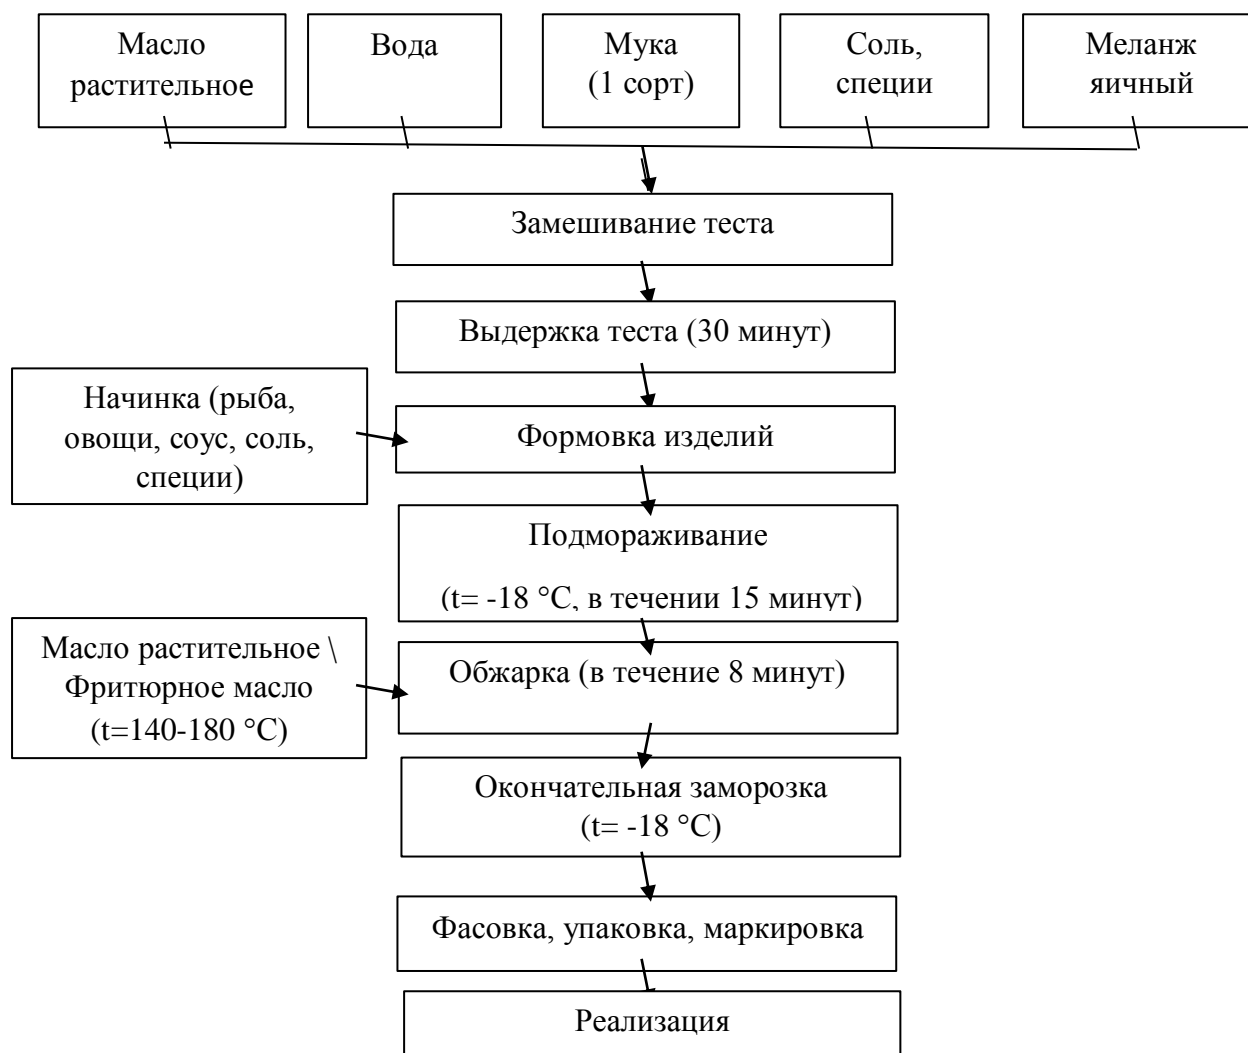 Масло
растительное
Вода
Мука
(1 сорт)
Соль,
специи
Меланж
яичный
Замешивание теста
Выдержка теста (30 минут)
Начинка (рыба,
овощи, соус, соль,
специи)
Формовка изделий
Подмораживание
(t= -18 °C, в течении 15 минут)
Масло растительное \
Фритюрное масло
(t=140-180 °C)
Обжарка (в течение 8 минут)
Окончательная заморозка
(t= -18 °C)
Фасовка, упаковка, маркировка
Реализация